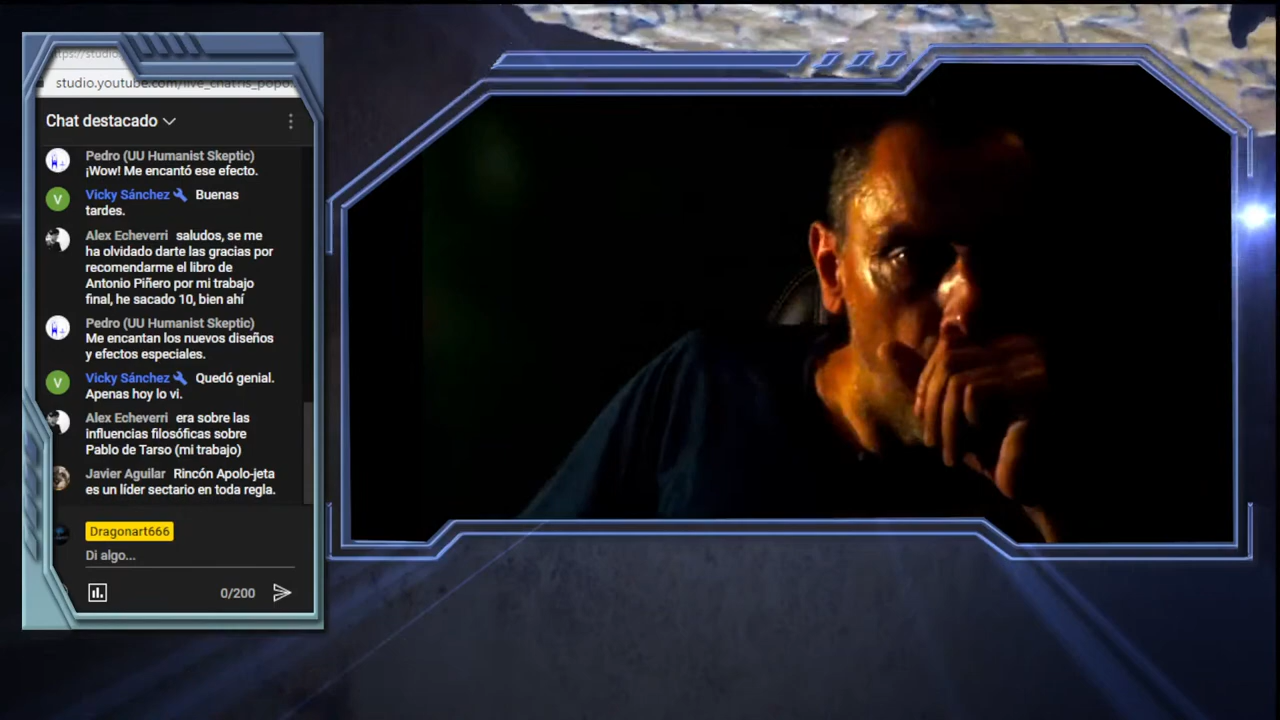 studio.youtube.com/live_chat?is_popo
Chat destacado
Pedro (UU Humanist Skeptic)
¡Wow! Me encantó ese efecto.
Vicky Sánchez Buenas
tardes.
Alex Echeverri saludos, se me
ha olvidado darte las gracias por
recomendarme el libro de
Antonio Piñero por mi trabajo
final, he sacado 10, bien ahí
Pedro (UU Humanist Skeptic)
Me encantan los nuevos diseños
y efectos especiales.
Vicky Sánchez Quedó genial.
Apenas hoy lo vi.
Alex Echeverri era sobre las
influencias filosóficas sobre
Pablo de Tarso (mi trabajo)
Javier Aguilar Rincón Apolo-jeta
es un líder sectario en toda regla.
Dragonart666
Di algo...
0/200